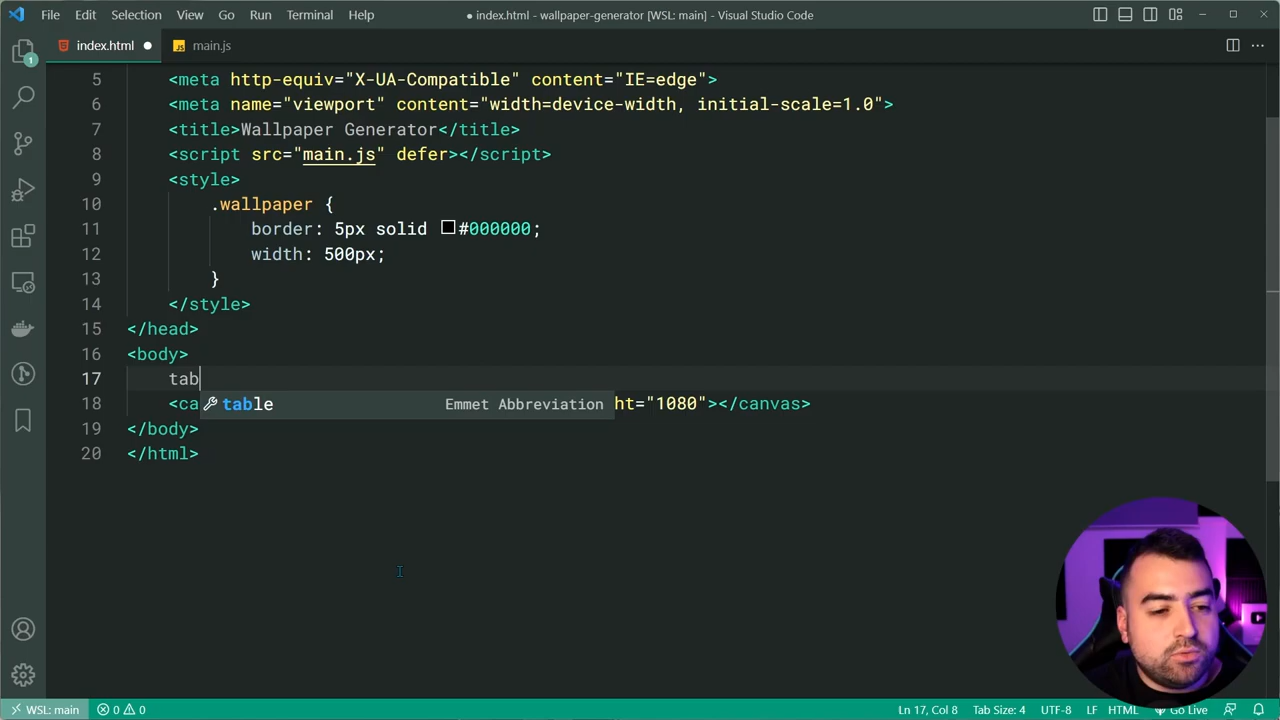 File Edit Selection View Go Run Terminal Help ● index.html - wallpaper-generator [WSL: main] - Visual Studio Code
index.html ● JS main.js
5 <meta http-equiv="X-UA-Compatible" content="IE=edge">
6 <meta name="viewport" content="width=device-width, initial-scale=1.0">
7 <title>Wallpaper Generator</title>
8 <script src="main.js" defer></script>
9 <style>
10 .wallpaper {
11 border: 5px solid #000000;
12 width: 500px;
13 }
14 </style>
15 </head>
16 <body>
17 tab
18 <ca ht="1080"></canvas>
table Emmet Abbreviation
19 </body>
20 </html>
1
WSL: main 0 0 Ln 17, Col 8 Tab Size: 4 UTF-8 LF HTML Go Live